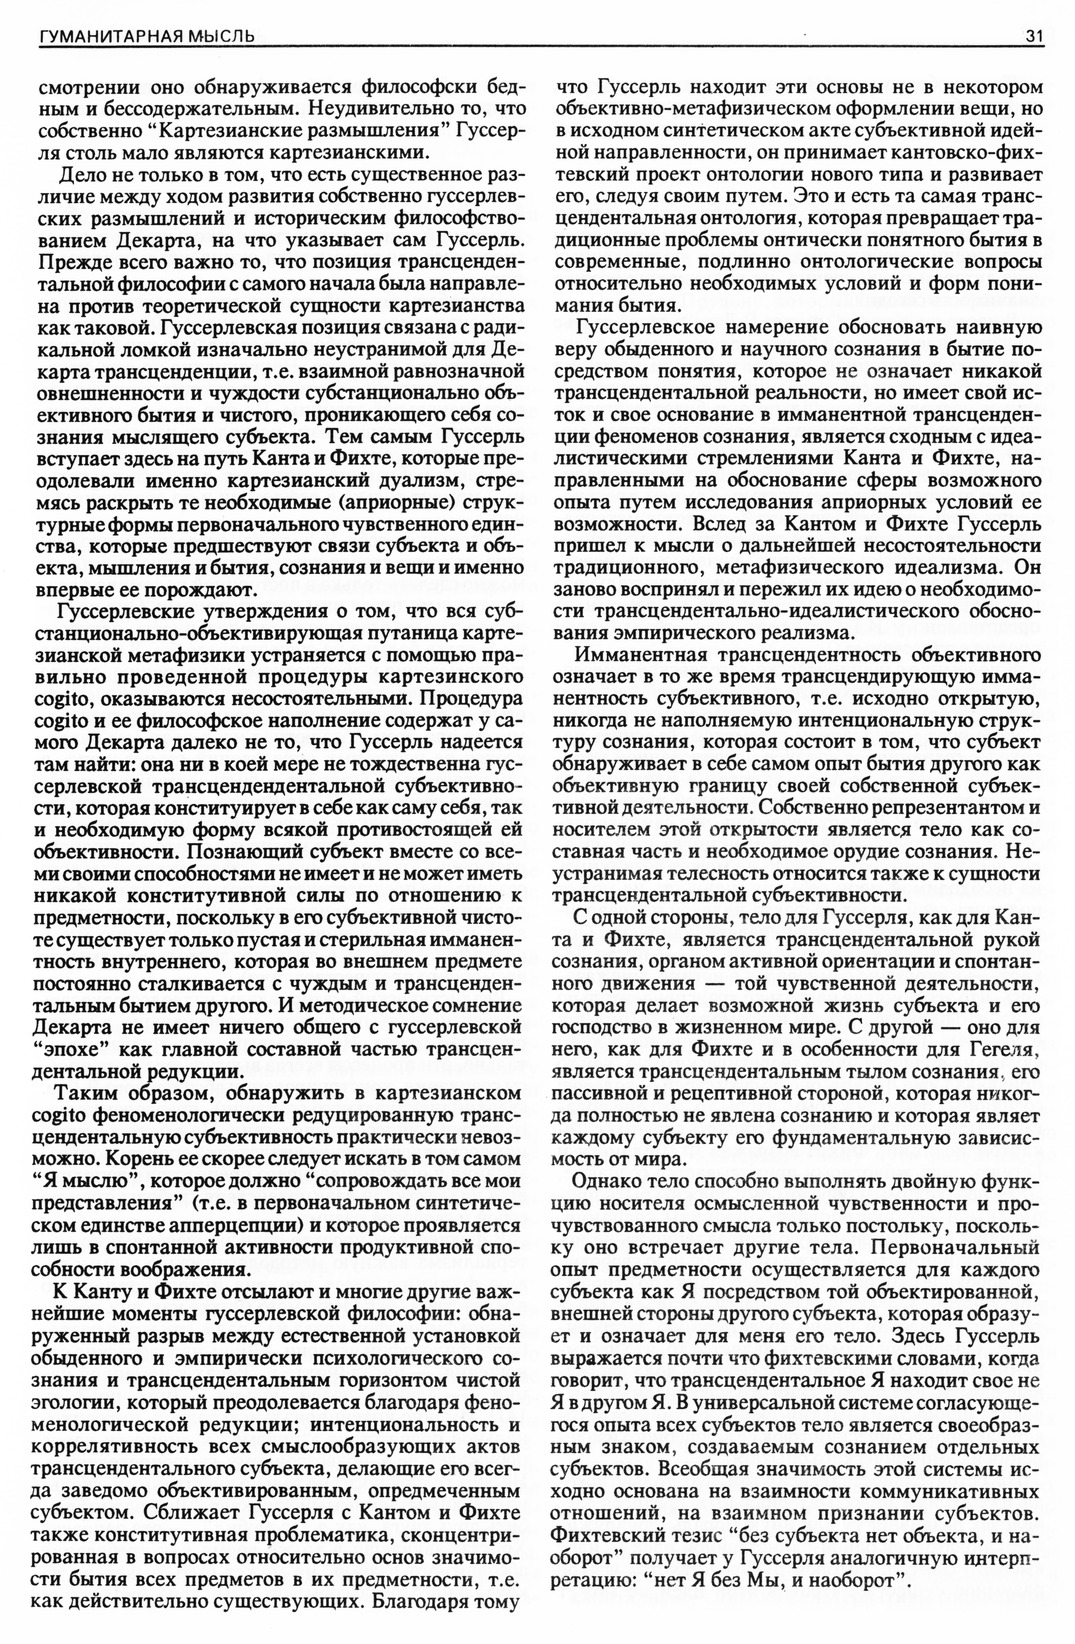 ГУМАНИТАРНАЯ МЫСЛЬ 31
смотрении оно обнаруживается философски бед-
ным и бессодержательным. Неудивительно то, что
собственно “Картезианские размышления” Гуссер-
ля столь мало являются картезианскими.
Дело не только в том, что есть существенное раз-
личие между ходом развития собственно гуссерлев-
ских размышлений и историческим философство-
ванием Декарта, на что указывает сам Гуссерль.
Прежде всего важно то, что позиция трансценден-
тальной философии с самого начала была направле-
на против теоретической сущности картезианства
как таковой. Гуссерлевская позиция связана с ради-
кальной ломкой изначально неустранимой для Де-
карта трансценденции, т.е. взаимной равнозначной
овнешненности и чуждости субстанционально объ-
ективного бытия и чистого, проникающего себя со-
знания мыслящего субъекта. Тем самым Гуссерль
вступает здесь на путь Канта и Фихте, которые пре-
одолевали именно картезианский дуализм, стре-
мясь раскрыть те необходимые (априорные) струк-
турные формы первоначального чувственного един-
ства, которые предшествуют связи субъекта и объ-
екта, мышления и бытия, сознания и вещи и именно
впервые ее порождают.
Гуссерлевские утверждения о том, что вся суб-
станционально-объективирующая путаница карте-
зианской метафизики устраняется с помощью пра-
вильно проведенной процедуры картезинского
cogito, оказываются несостоятельными. Процедура
cogito и ее философское наполнение содержат у са-
мого Декарта далеко не то, что Гуссерль надеется
там найти: она ни в коей мере не тождественна гус-
серлевской трансцендендентальной субъективно-
сти, которая конституирует в себе как саму себя, так
и необходимую форму всякой противостоящей ей
объективности. Познающий субъект вместе со все-
ми своими способностями не имеет и не может иметь
никакой конститутивной силы по отношению к
предметности, поскольку в его субъективной чисто-
те существует только пустая и стерильная имманен-
тность внутреннего, которая во внешнем предмете
постоянно сталкивается с чуждым и трансценден-
тальным бытием другого. И методическое сомнение
Декарта не имеет ничего общего с гуссерлевской
“эпохе” как главной составной частью трансцен-
дентальной редукции.
Таким образом, обнаружить в картезианском
cogito феноменологически редуцированную транс-
цендентальную субъективность практически невоз-
можно. Корень ее скорее следует искать в том самом
“Я мыслю”, которое должно “сопровождать все мои
представления” (т.е. в первоначальном синтетиче-
ском единстве апперцепции) и которое проявляется
лишь в спонтанной активности продуктивной спо-
собности воображения.
К Канту и Фихте отсылают и многие другие важ-
нейшие моменты гуссерлевской философии: обна-
руженный разрыв между естественной установкой
обыденного и эмпирически психологического со-
знания и трансцендентальным горизонтом чистой
эгологии, который преодолевается благодаря фено-
менологической редукции; интенциональность и
коррелятивность всех смыслообразующих актов
трансцендентального субъекта, делающие его всег-
да заведомо объективированным, опредмеченным
субъектом. Сближает Гуссерля с Кантом и Фихте
также конститутивная проблематика, сконцентри-
рованная в вопросах относительно основ значимо-
сти бытия всех предметов в их предметности, т.е.
как действительно существующих. Благодаря тому
что Гуссерль находит эти основы не в некотором
объективно-метафизическом оформлении вещи, но
в исходном синтетическом акте субъективной идей-
ной направленности, он принимает кантовско-фих-
тевский проект онтологии нового типа и развивает
его, следуя своим путем. Это и есть та самая транс-
цендентальная онтология, которая превращает тра-
диционные проблемы онтически понятного бытия в
современные, подлинно онтологические вопросы
относительно необходимых условий и форм пони-
мания бытия.
Гуссерлевское намерение обосновать наивную
веру обыденного и научного сознания в бытие по-
средством понятия, которое не означает никакой
трансцендентальной реальности, но имеет свой ис-
ток и свое основание в имманентной трансценден-
ции феноменов сознания, является сходным с идеа-
листическими стремлениями Канта и Фихте, на-
правленными на обоснование сферы возможного
опыта путем исследования априорных условий ее
возможности. Вслед за Кантом и Фихте Гуссерль
пришел к мысли о дальнейшей несостоятельности
традиционного, метафизического идеализма. Он
заново воспринял и пережил их идею о необходимо-
сти трансцендентально-идеалистического обосно-
вания эмпирического реализма.
Имманентная трансцендентность объективного
означает в то же время трансцендирующую имма-
нентность субъективного, т.е. исходно открытую,
никогда не наполняемую интенциональную струк-
туру сознания, которая состоит в том, что субъект
обнаруживает в себе самом опыт бытия другого как
объективную границу своей собственной субъек-
тивной деятельности. Собственно репрезентантом и
носителем этой открытости является тело как со-
ставная часть и необходимое орудие сознания. Не-
устранимая телесность относится также к сущности
трансцендентальной субъективности.
С одной стороны, тело для Гуссерля, как для Кан-
та и Фихте, является трансцендентальной рукой
сознания, органом активной ориентации и спонтан-
ного движения — той чувственной деятельности,
которая делает возможной жизнь субъекта и его
господство в жизненном мире. С другой — оно для
него, как для Фихте и в особенности для Гегеля,
является трансцендентальным тылом сознания, его
пассивной и рецептивной стороной, которая никог-
да полностью не явлена сознанию и которая являет
каждому субъекту его фундаментальную зависис-
мость от мира.
Однако тело способно выполнять двойную функ-
цию носителя осмысленной чувственности и про-
чувствованного смысла только постольку, посколь-
ку оно встречает другие тела. Первоначальный
опыт предметности осуществляется для каждого
субъекта как Я посредством той объектированной,
внешней стороны другого субъекта, которая образу-
ет и означает для меня его тело. Здесь Гуссерль
выражается почти что фихтевскими словами, когда
говорит, что трансцендентальное Я находит свое не
Я в другом Я. В универсальной системе согласующе-
гося опыта всех субъектов тело является своеобраз-
ным знаком, создаваемым сознанием отдельных
субъектов. Всеобщая значимость этой системы ис-
ходно основана на взаимности коммуникативных
отношений, на взаимном признании субъектов.
Фихтевский тезис “без субъекта нет объекта, и на-
оборот” получает у Гуссерля аналогичную интерп-
ретацию: “нет Я без Мы, и наоборот”.